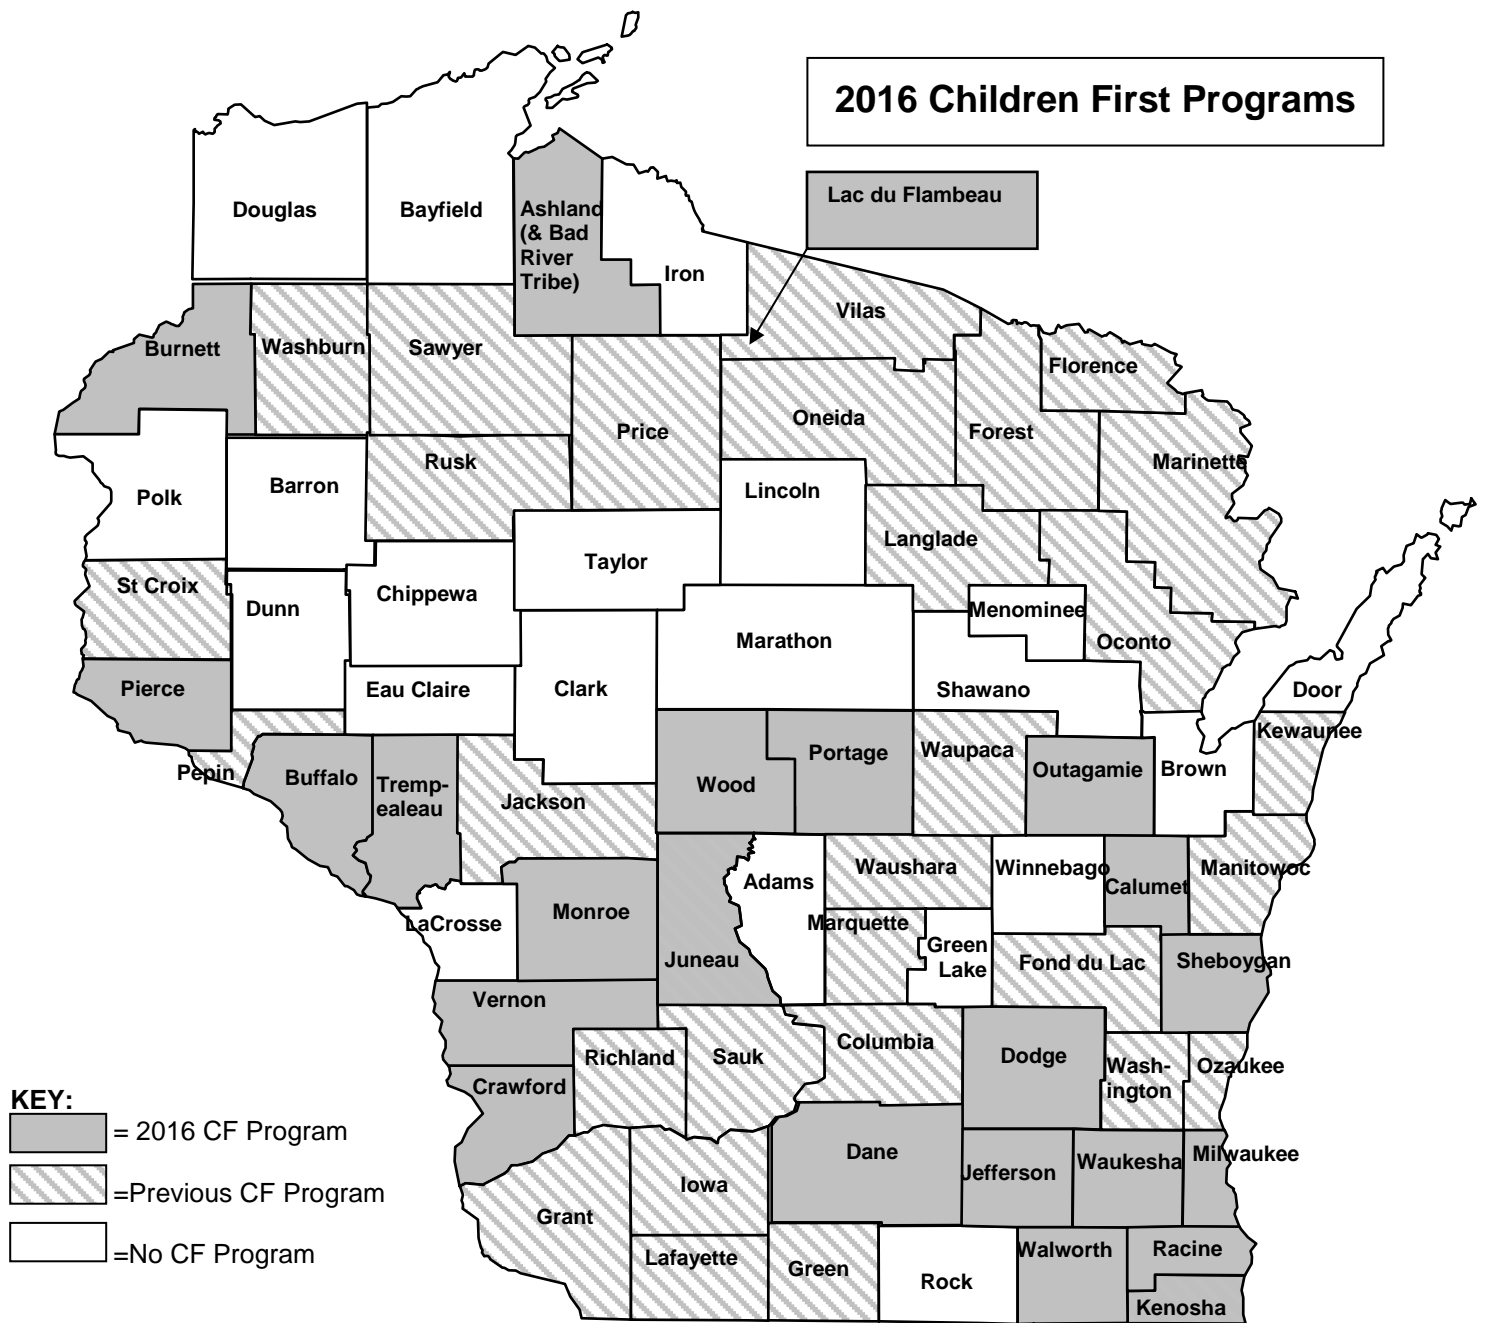 2016 Children First Programs
Lac du Flambeau
Douglas
Bayfield
Ashland
(& Bad
River
Tribe)
Iron
Vilas
Burnett
Washburn
Sawyer
Florence
Price
Oneida
Forest
Rusk
Marinette
Polk
Barron
Lincoln
Langlade
Taylor
St Croix
Dunn
Chippewa
Menominee
Marathon
Oconto
Pierce
Eau Claire
Clark
Shawano
Door
Kewaunee
Pepin
Buffalo
Tremp-
ealeau
Jackson
Wood
Portage
Waupaca
Outagamie
Brown
LaCrosse
Monroe
Juneau
Adams
Waushara
Winnebago
Calumet
Manitowoc
Marquette
Green
Lake
Fond du Lac
Sheboygan
Vernon
Richland
Sauk
Columbia
Dodge
Wash-
ington
Ozaukee
Crawford
Dane
Jefferson
Waukesha
Milwaukee
Iowa
Grant
Lafayette
Green
Rock
Walworth
Racine
Kenosha
KEY:
= 2016 CF Program
=Previous CF Program
=No CF Program